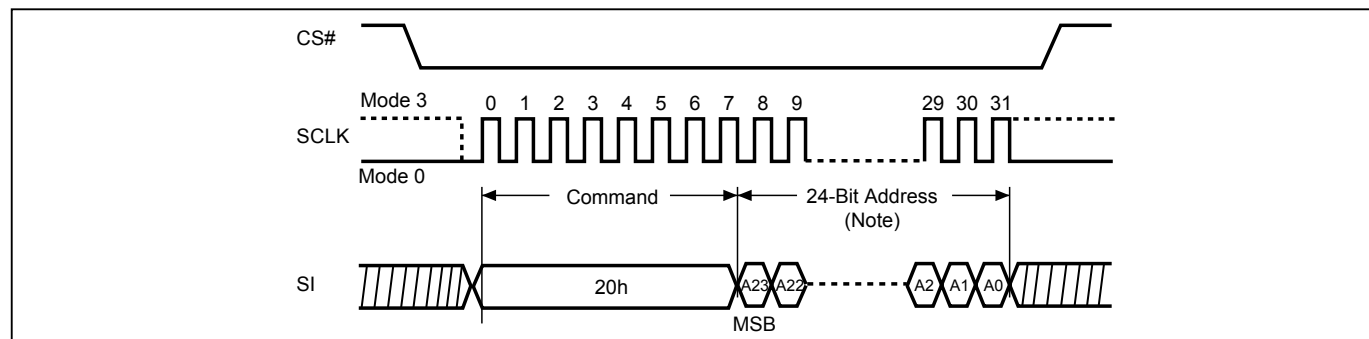 CS#
Mode 3
0 1 2 3 4 5 6 7 8 9 29 30 31
SCLK
Mode 0
Command
24-Bit Address
(Note)
SI
20h
A23 A22 A2 A1 A0
MSB